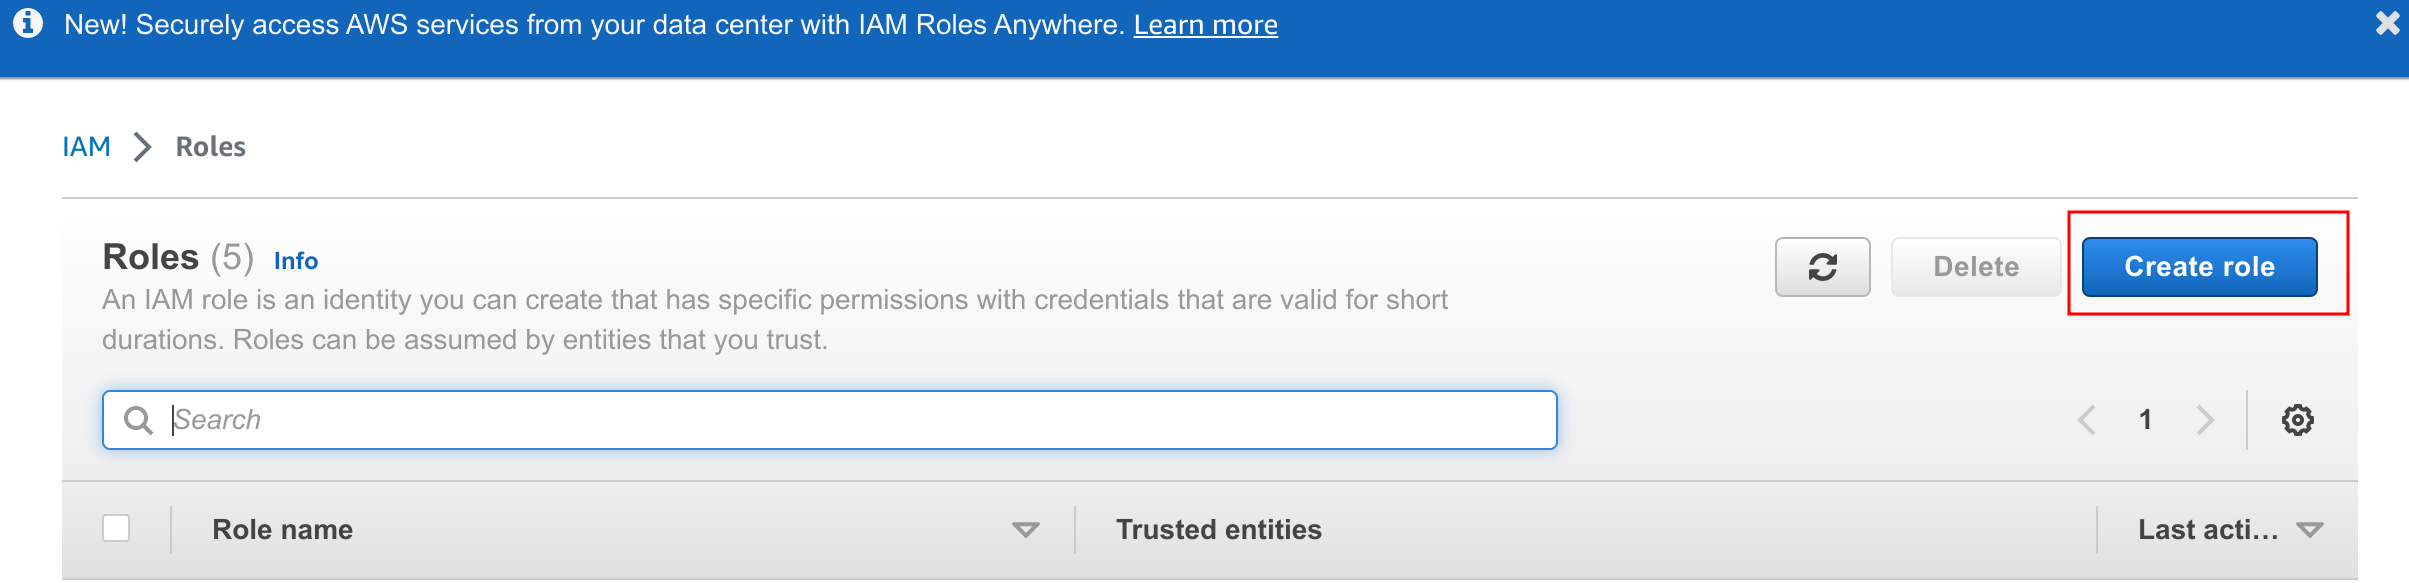 New! Securely access AWS services from your data center with IAM Roles Anywhere. Learn more
IAM Roles
Roles (5) Info
Delete
Create role
An IAM role is an identity you can create that has specific permissions with credentials that are valid for short
durations. Roles can be assumed by entities that you trust.
Search
1
Role name
Trusted entities
Last acti...